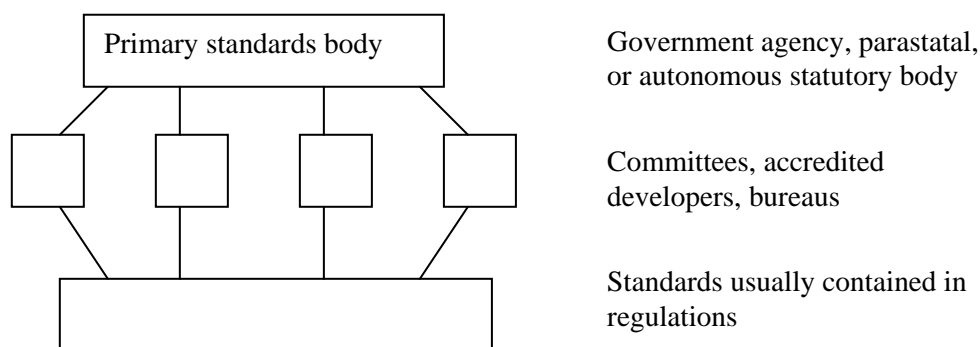 Primary standards body
Government agency, parastatal,
or autonomous statutory body
Committees, accredited
developers, bureaus
Standards usually contained in
regulations